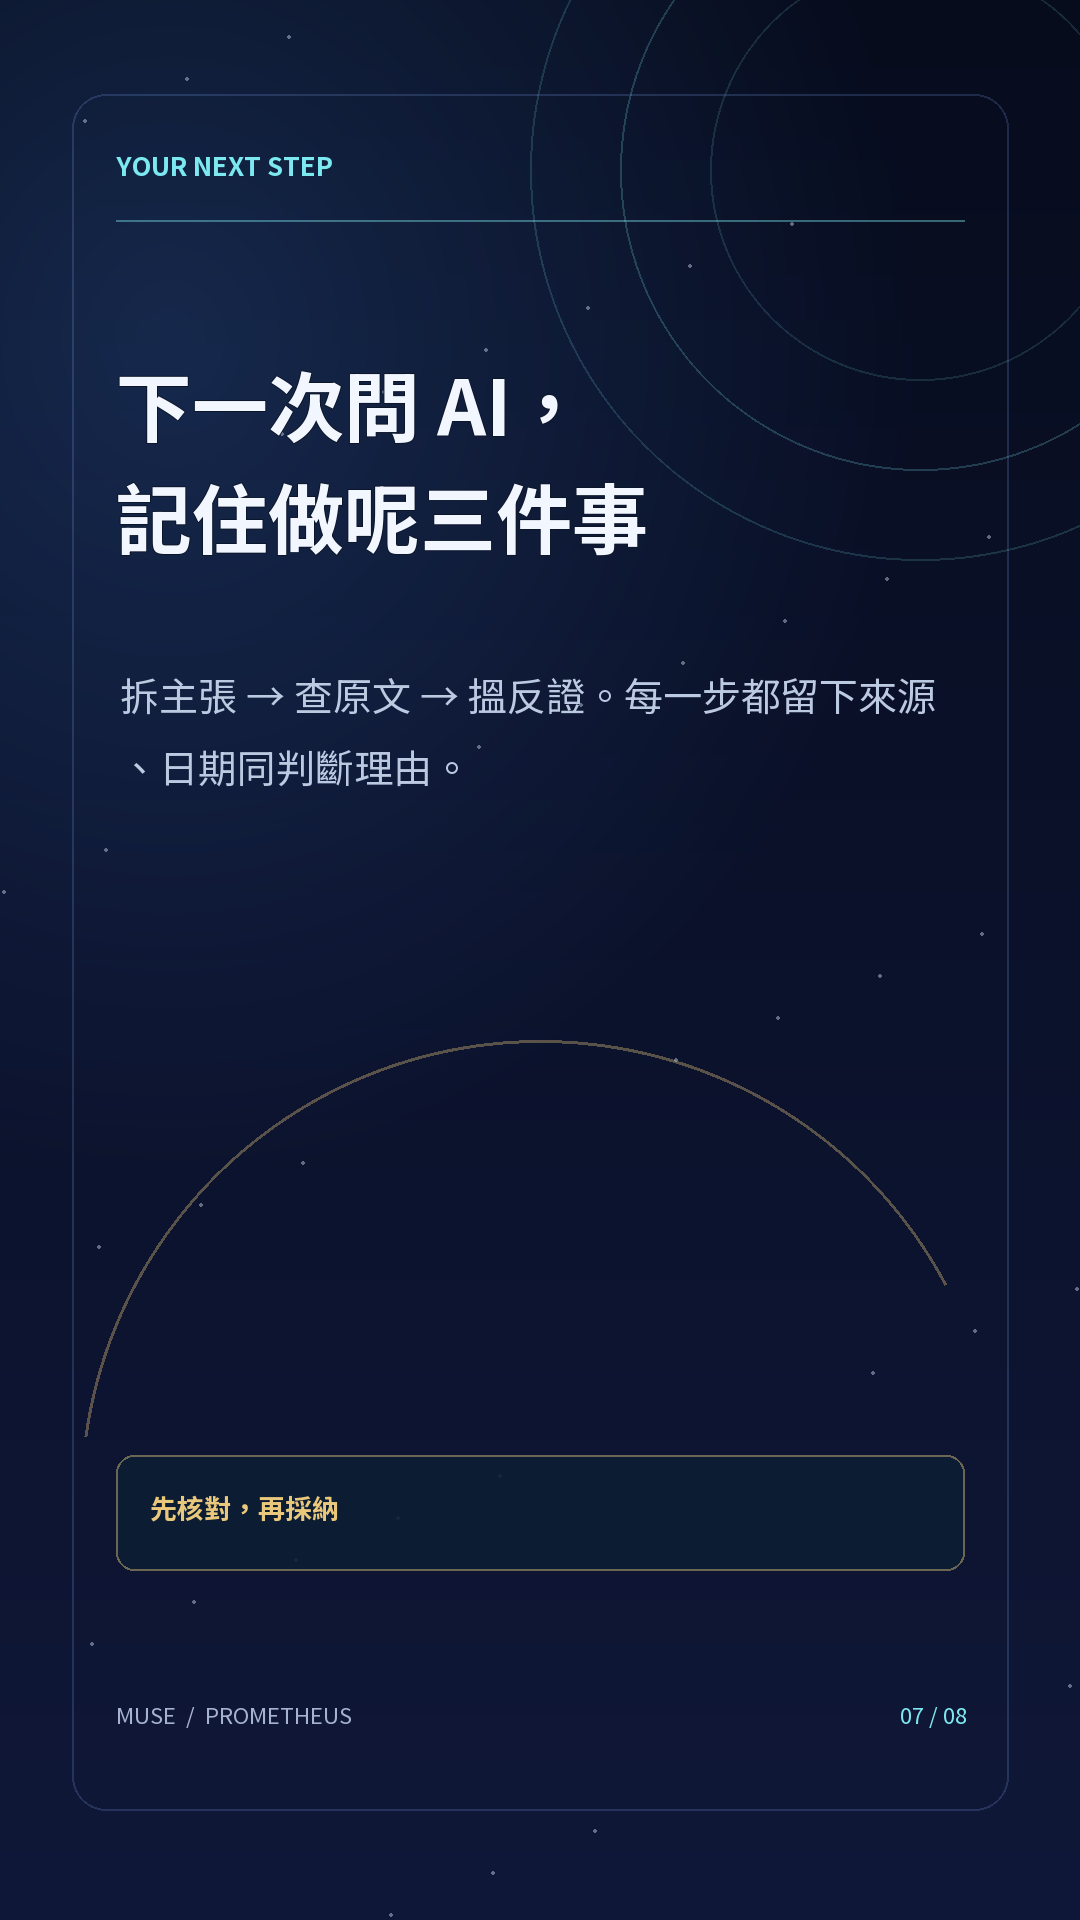 YOUR NEXT STEP
下一次問 AI，
記住做呢三件事
拆主張 → 查原文 → 搵反證。每一步都留下來源
、日期同判斷理由。
先核對，再採納
MUSE / PROMETHEUS
07 / 08